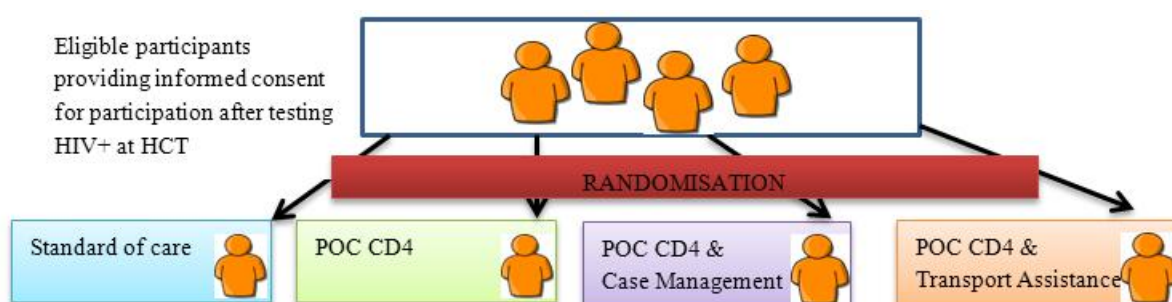 Eligible participants
providing informed consent
for participation after testing
HIV+ at HCT
RANDOMISATION
Standard of care
POC CD4
POC CD4 &
Case Management
POC CD4 &
Transport Assistance